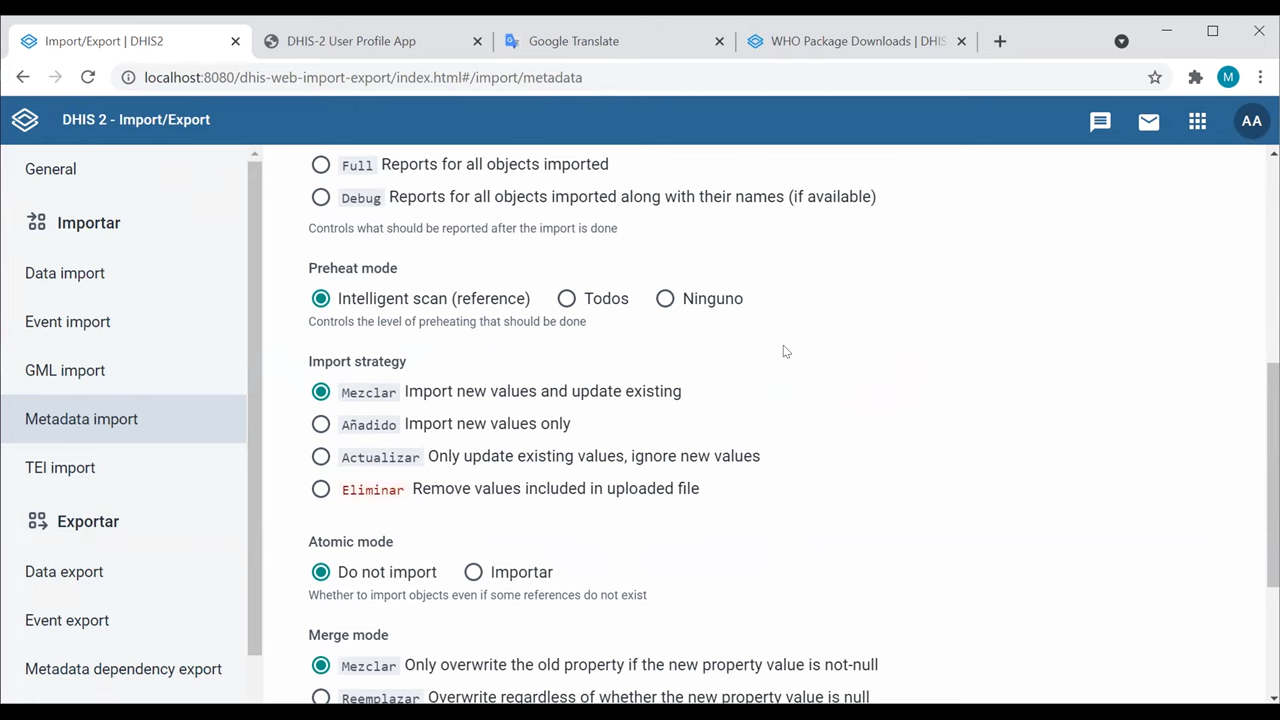 Import/Export | DHIS2
DHIS-2 User Profile App
Google Translate
WHO Package Downloads | DHIS
localhost:8080/dhis-web-import-export/index.html#/import/metadata
M
DHIS 2 - Import/Export
AA
General
Importar
Data import
Event import
GML import
Metadata import
TEI import
Exportar
Data export
Event export
Metadata dependency export
Full Reports for all objects imported
Debug Reports for all objects imported along with their names (if available)
Controls what should be reported after the import is done
Preheat mode
Intelligent scan (reference) Todos Ninguno
Controls the level of preheating that should be done
Import strategy
Mezclar Import new values and update existing
Añadido Import new values only
Actualizar Only update existing values, ignore new values
Eliminar Remove values included in uploaded file
Atomic mode
Do not import Importar
Whether to import objects even if some references do not exist
Merge mode
Mezclar Only overwrite the old property if the new property value is not-null
Reemplazar Overwrite regardless of whether the new property value is null